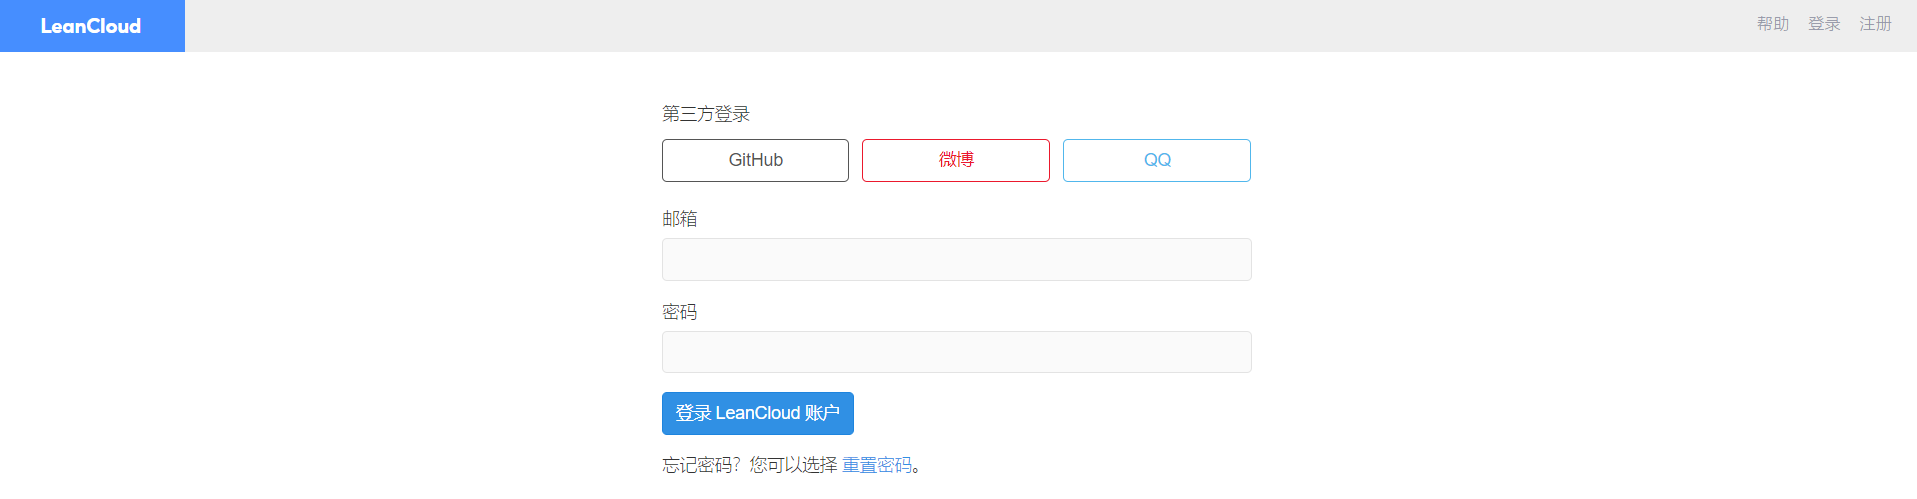 LeanCloud 帮助 登录 注册
第三方登录
GitHub 微博 QQ
邮箱
密码
登录 LeanCloud 账户
忘记密码？您可以选择 重置密码。